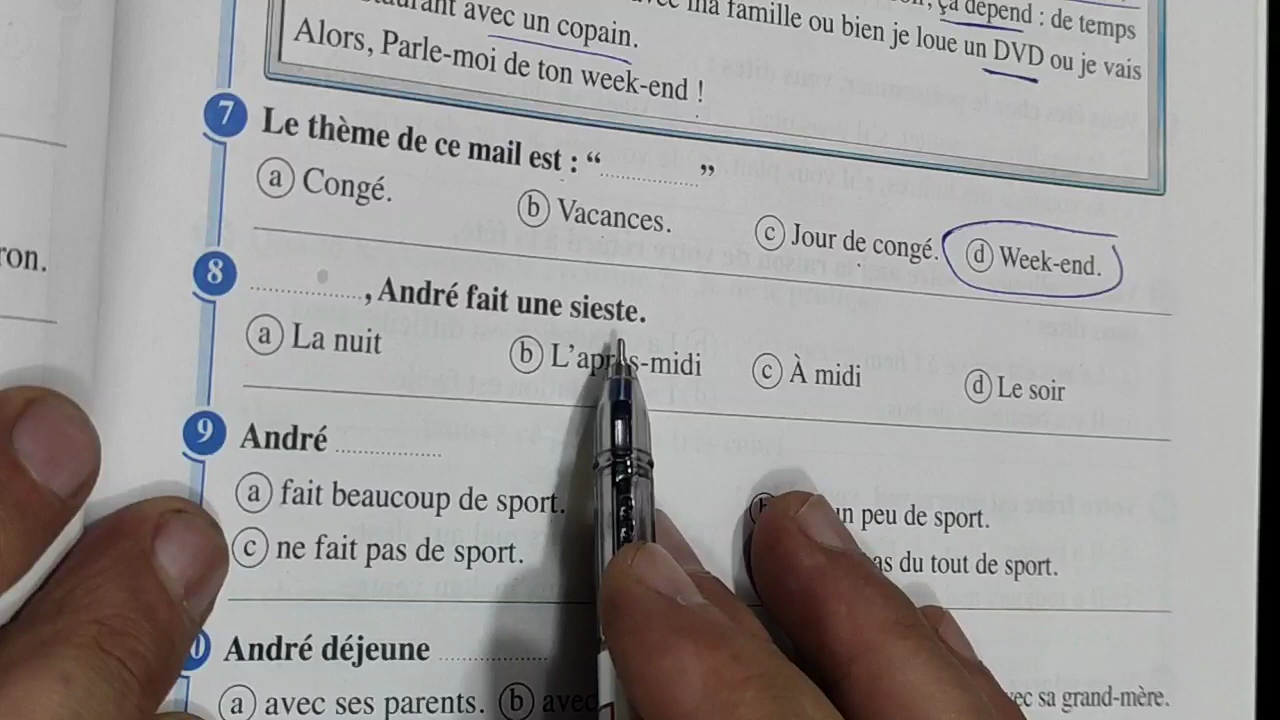 avec un copain. ma famille ou bien je loue un DVD ou je vais
ça dépend : de temps
Alors, Parle-moi de ton week-end !
7 Le thème de ce mail est : “..............”
a Congé. b Vacances. c Jour de congé. d Week-end.
8 .............., André fait une sieste.
a La nuit b L’après-midi c À midi d Le soir
9 André ..............
a fait beaucoup de sport. un peu de sport.
c ne fait pas de sport. du tout de sport.
André déjeune ..............
a avec ses parents. b sa grand-mère.
ron.